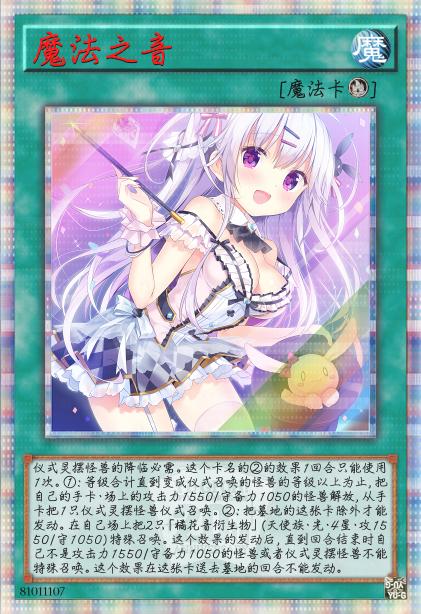 魔法之音
魔
[魔法卡]
仪式灵摆怪兽的降临必需。这个卡名的②的效果1回合只能使用
1次。①：等级合计直到变成仪式召唤的怪兽的等级以上为止，把
自己的手卡·场上的攻击力1550/守备力1050的怪兽解放，从手
卡把1只仪式灵摆怪兽仪式召唤。②：把墓地的这张卡除外才能
发动。在自己场上把2只「橘花音衍生物」(天使族·光·4星·攻15
50/守1050)特殊召唤。这个效果的发动后，直到回合结束时自
己不是攻击力1550/守备力1050的怪兽或者仪式灵摆怪兽不能
特殊召唤。这个效果在这张卡送去墓地的回合不能发动。
81011107